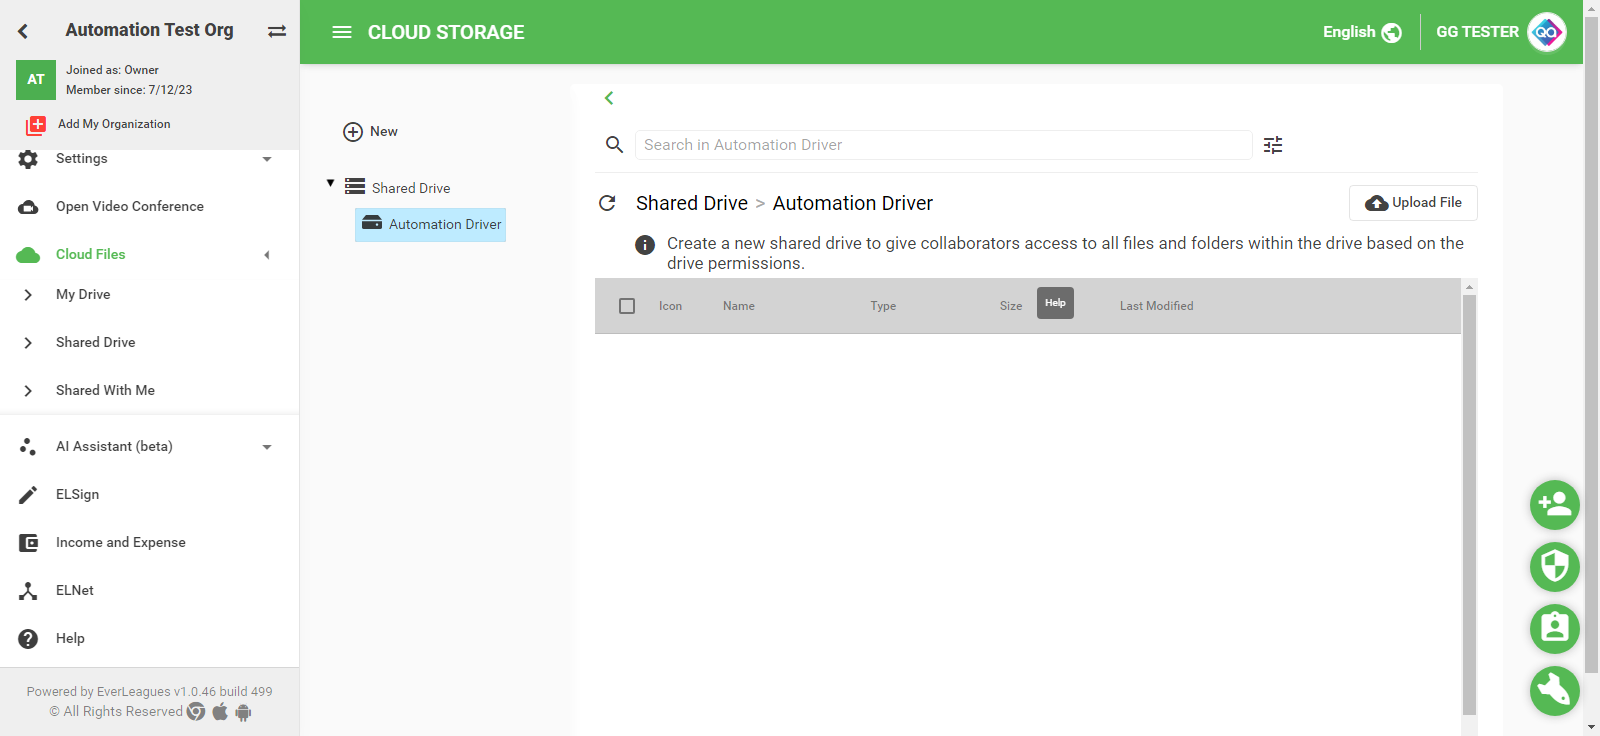 Automation Test Org
AT
Joined as: Owner
Member since: 7/12/23
Add My Organization
Settings
Open Video Conference
Cloud Files
My Drive
Shared Drive
Shared With Me
AI Assistant (beta)
ELSign
Income and Expense
ELNet
Help
Powered by EverLeagues v1.0.46 build 499
© All Rights Reserved
CLOUD STORAGE
English
GG TESTER
QA
New
Shared Drive
Automation Driver
Search in Automation Driver
Shared Drive > Automation Driver
Upload File
Create a new shared drive to give collaborators access to all files and folders within the drive based on the
drive permissions.
Icon Name Type Size Help Last Modified